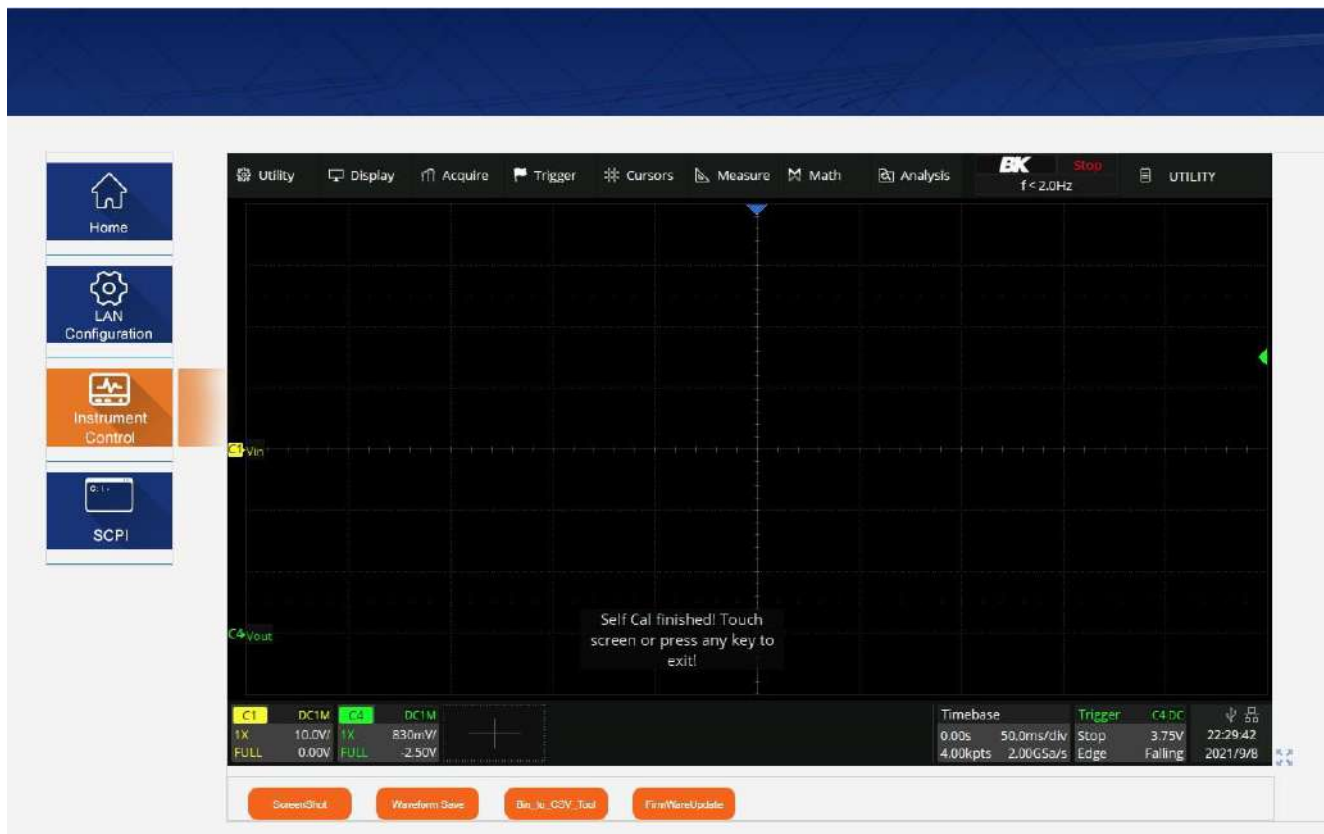 Home
LAN
Configuration
Instrument
Control
SCPI
Utility Display Acquire Trigger Cursors Measure Math Analysis BK Stop UTILITY
f < 2.0Hz
C1 Vin
C4 Vout
Self Cal finished! Touch
screen or press any key to
exit!
C1 DC1M C4 DC1M
1X 10.0V/ 1X 830mV/
FULL 0.00V FULL -2.50V
Timebase Trigger C4 DC
0.00s 50.0ms/div Stop 3.75V 22:29:42
4.00kpts 2.00GSa/s Edge Falling 2021/9/8
ScreenShot Waveform Save Bin_to_CSV_Tool FirmWareUpdate